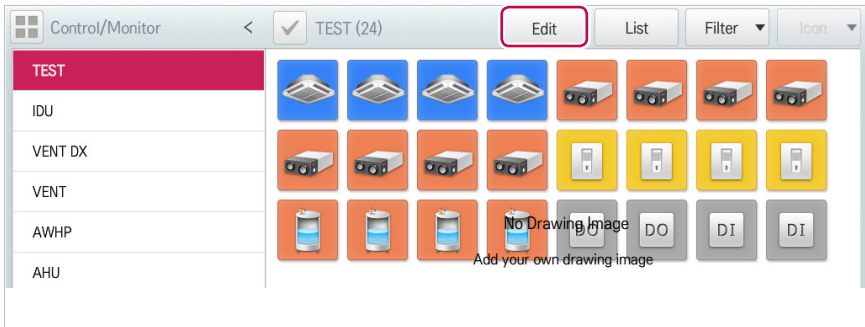 Control/Monitor < TEST (24) Edit List Filter ▼ Icon ▼
TEST
IDU
VENT DX
VENT
AWHP
AHU
No Drawing Image
DO DO DI DI
Add your own drawing image